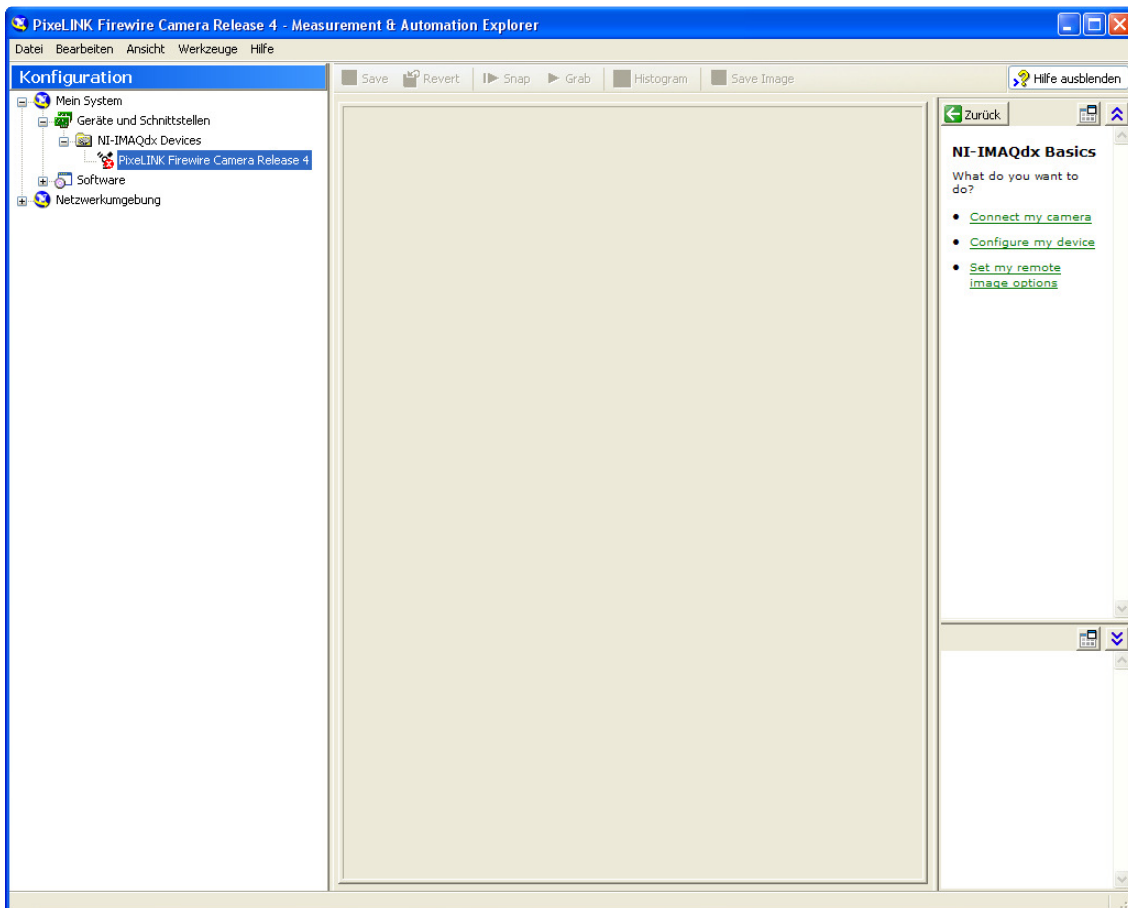 PixeLINK Firewire Camera Release 4 - Measurement & Automation Explorer
Datei Bearbeiten Ansicht Werkzeuge Hilfe
Konfiguration
Mein System
Geräte und Schnittstellen
NI-IMAQdx Devices
PixeLINK Firewire Camera Release 4
Software
Netzwerkumgebung
Save Revert Snap Grab Histogram Save Image
Hilfe ausblenden
Zurück
NI-IMAQdx Basics
What do you want to
do?
Connect my camera
Configure my device
Set my remote
image options